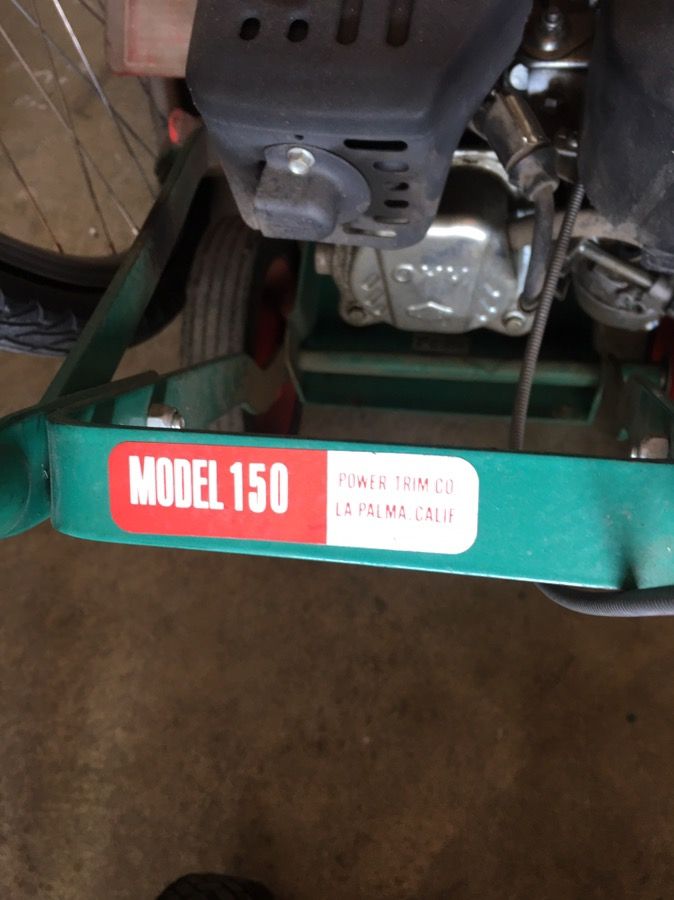 MODEL 150
POWER TRIM CO.
LA PALMA, CALIF